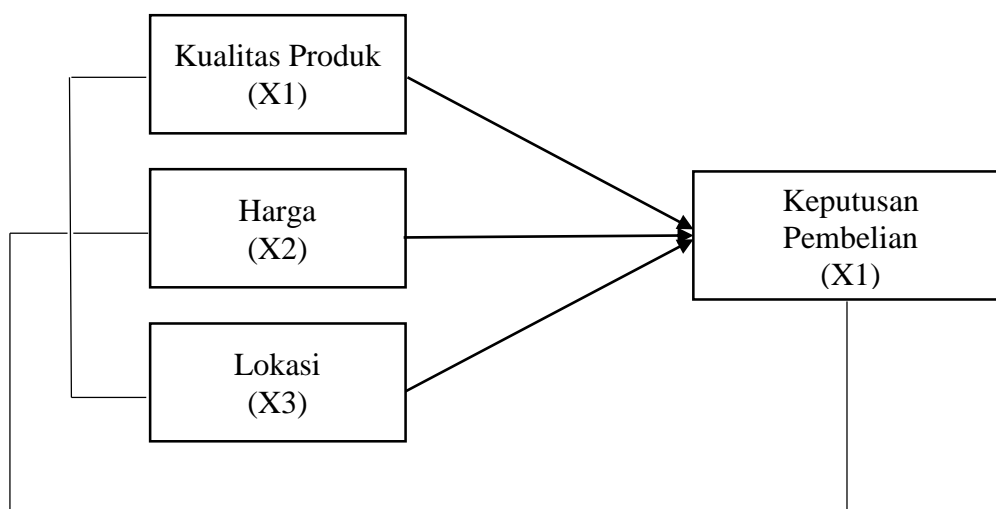 Kualitas Produk
(X1)
Harga
(X2)
Lokasi
(X3)
Keputusan
Pembelian
(X1)